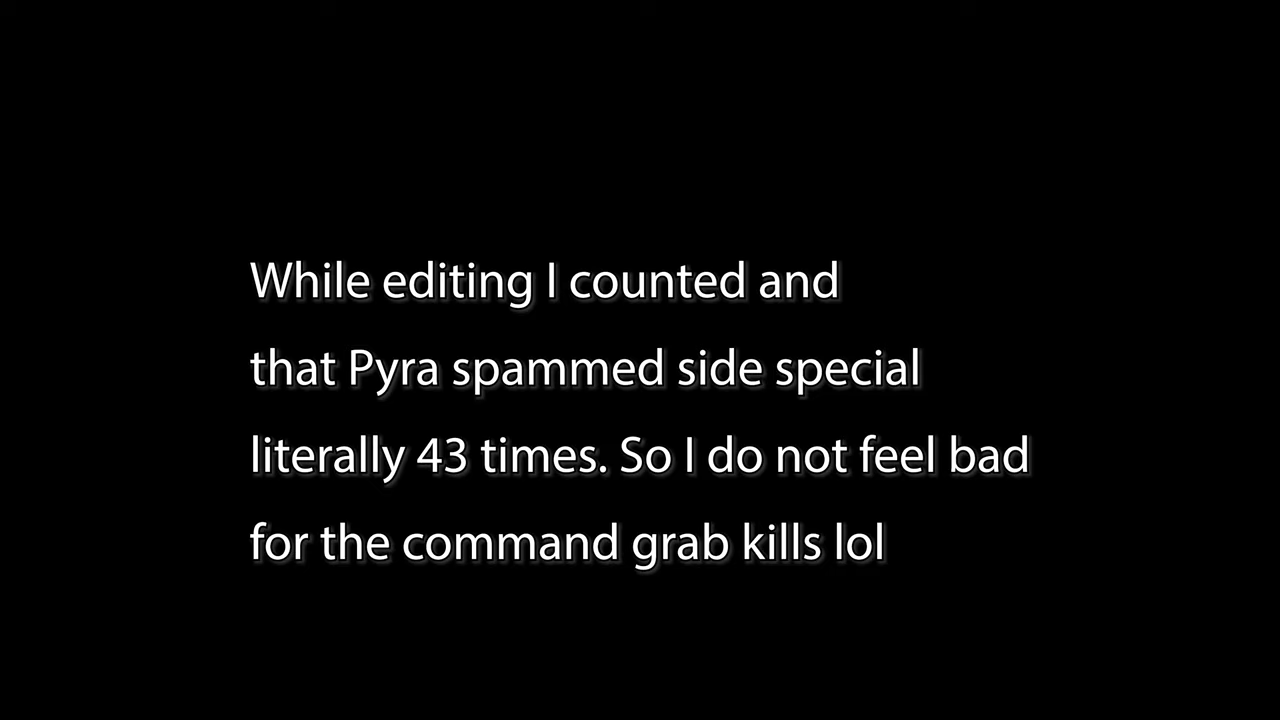 While editing I counted and
that Pyra spammed side special
literally 43 times. So I do not feel bad
for the command grab kills lol